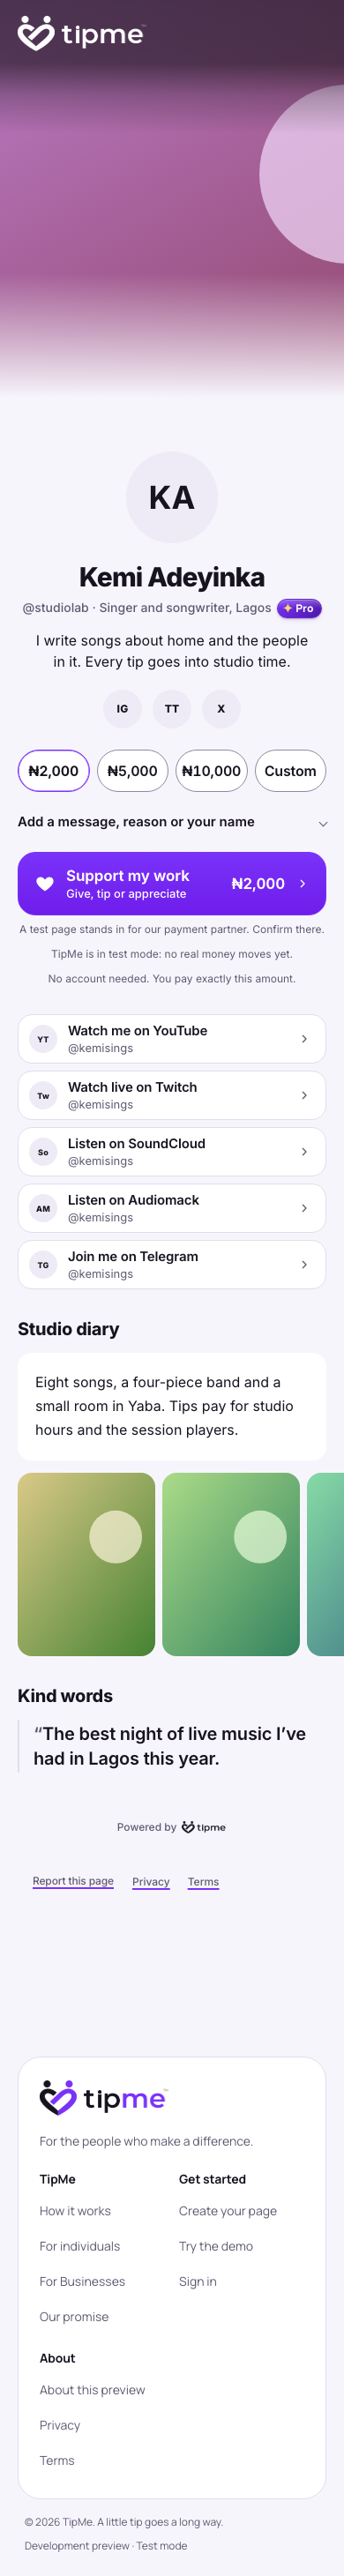 tipme™
KA
Kemi Adeyinka
@studiolab · Singer and songwriter, Lagos Pro
I write songs about home and the people
in it. Every tip goes into studio time.
IG TT X
₦2,000 ₦5,000 ₦10,000 Custom
Add a message, reason or your name
Support my work
Give, tip or appreciate
₦2,000
A test page stands in for our payment partner. Confirm there.
TipMe is in test mode: no real money moves yet.
No account needed. You pay exactly this amount.
YT
Watch me on YouTube
@kemisings
Tw
Watch live on Twitch
@kemisings
So
Listen on SoundCloud
@kemisings
AM
Listen on Audiomack
@kemisings
TG
Join me on Telegram
@kemisings
Studio diary
Eight songs, a four-piece band and a
small room in Yaba. Tips pay for studio
hours and the session players.
Kind words
“The best night of live music I’ve
had in Lagos this year.
Powered by tipme
Report this page Privacy Terms
tipme™
For the people who make a difference.
TipMe
How it works
For individuals
For Businesses
Our promise
Get started
Create your page
Try the demo
Sign in
About
About this preview
Privacy
Terms
© 2026 TipMe. A little tip goes a long way.
Development preview · Test mode